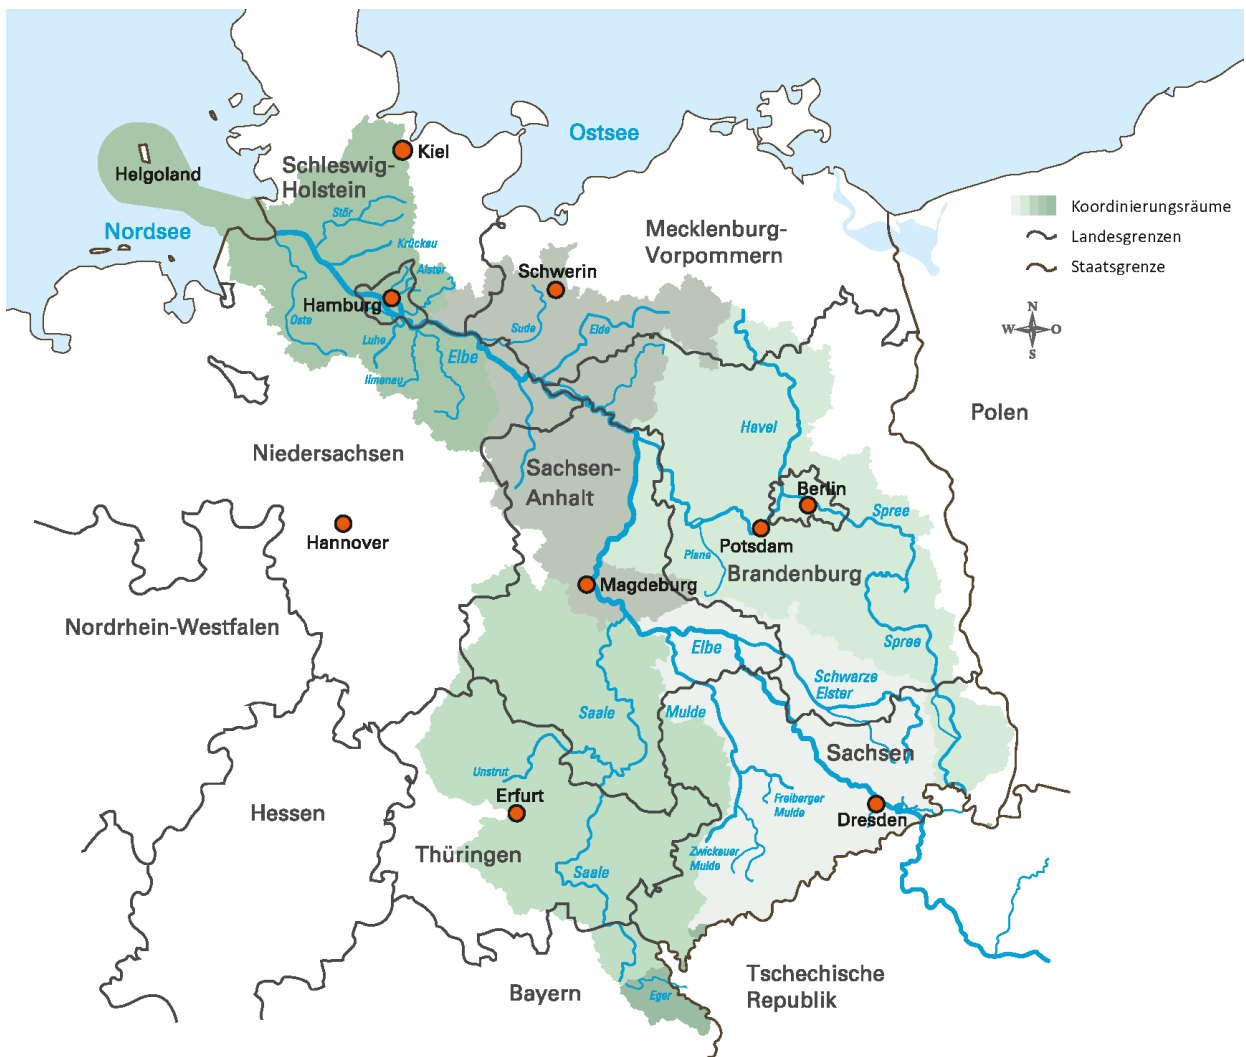 Ostsee
Kiel
Helgoland
Schleswig-
Holstein
Nordsee
Stör
Krückau
Alster
Mecklenburg-
Vorpommern
Schwerin
Koordinierungsräume
Landesgrenzen
Staatsgrenze
N
W
O
S
Hamburg
Oste
Luhe
Ilmenau
Elbe
Sude
Elde
Polen
Havel
Niedersachsen
Sachsen-
Anhalt
Berlin
Spree
Hannover
Potsdam
Plane
Brandenburg
Magdeburg
Nordrhein-Westfalen
Elbe
Spree
Schwarze
Elster
Saale
Mulde
Sachsen
Unstrut
Erfurt
Freiberger
Mulde
Dresden
Hessen
Thüringen
Zwickauer
Mulde
Saale
Tschechische
Republik
Bayern
Eger